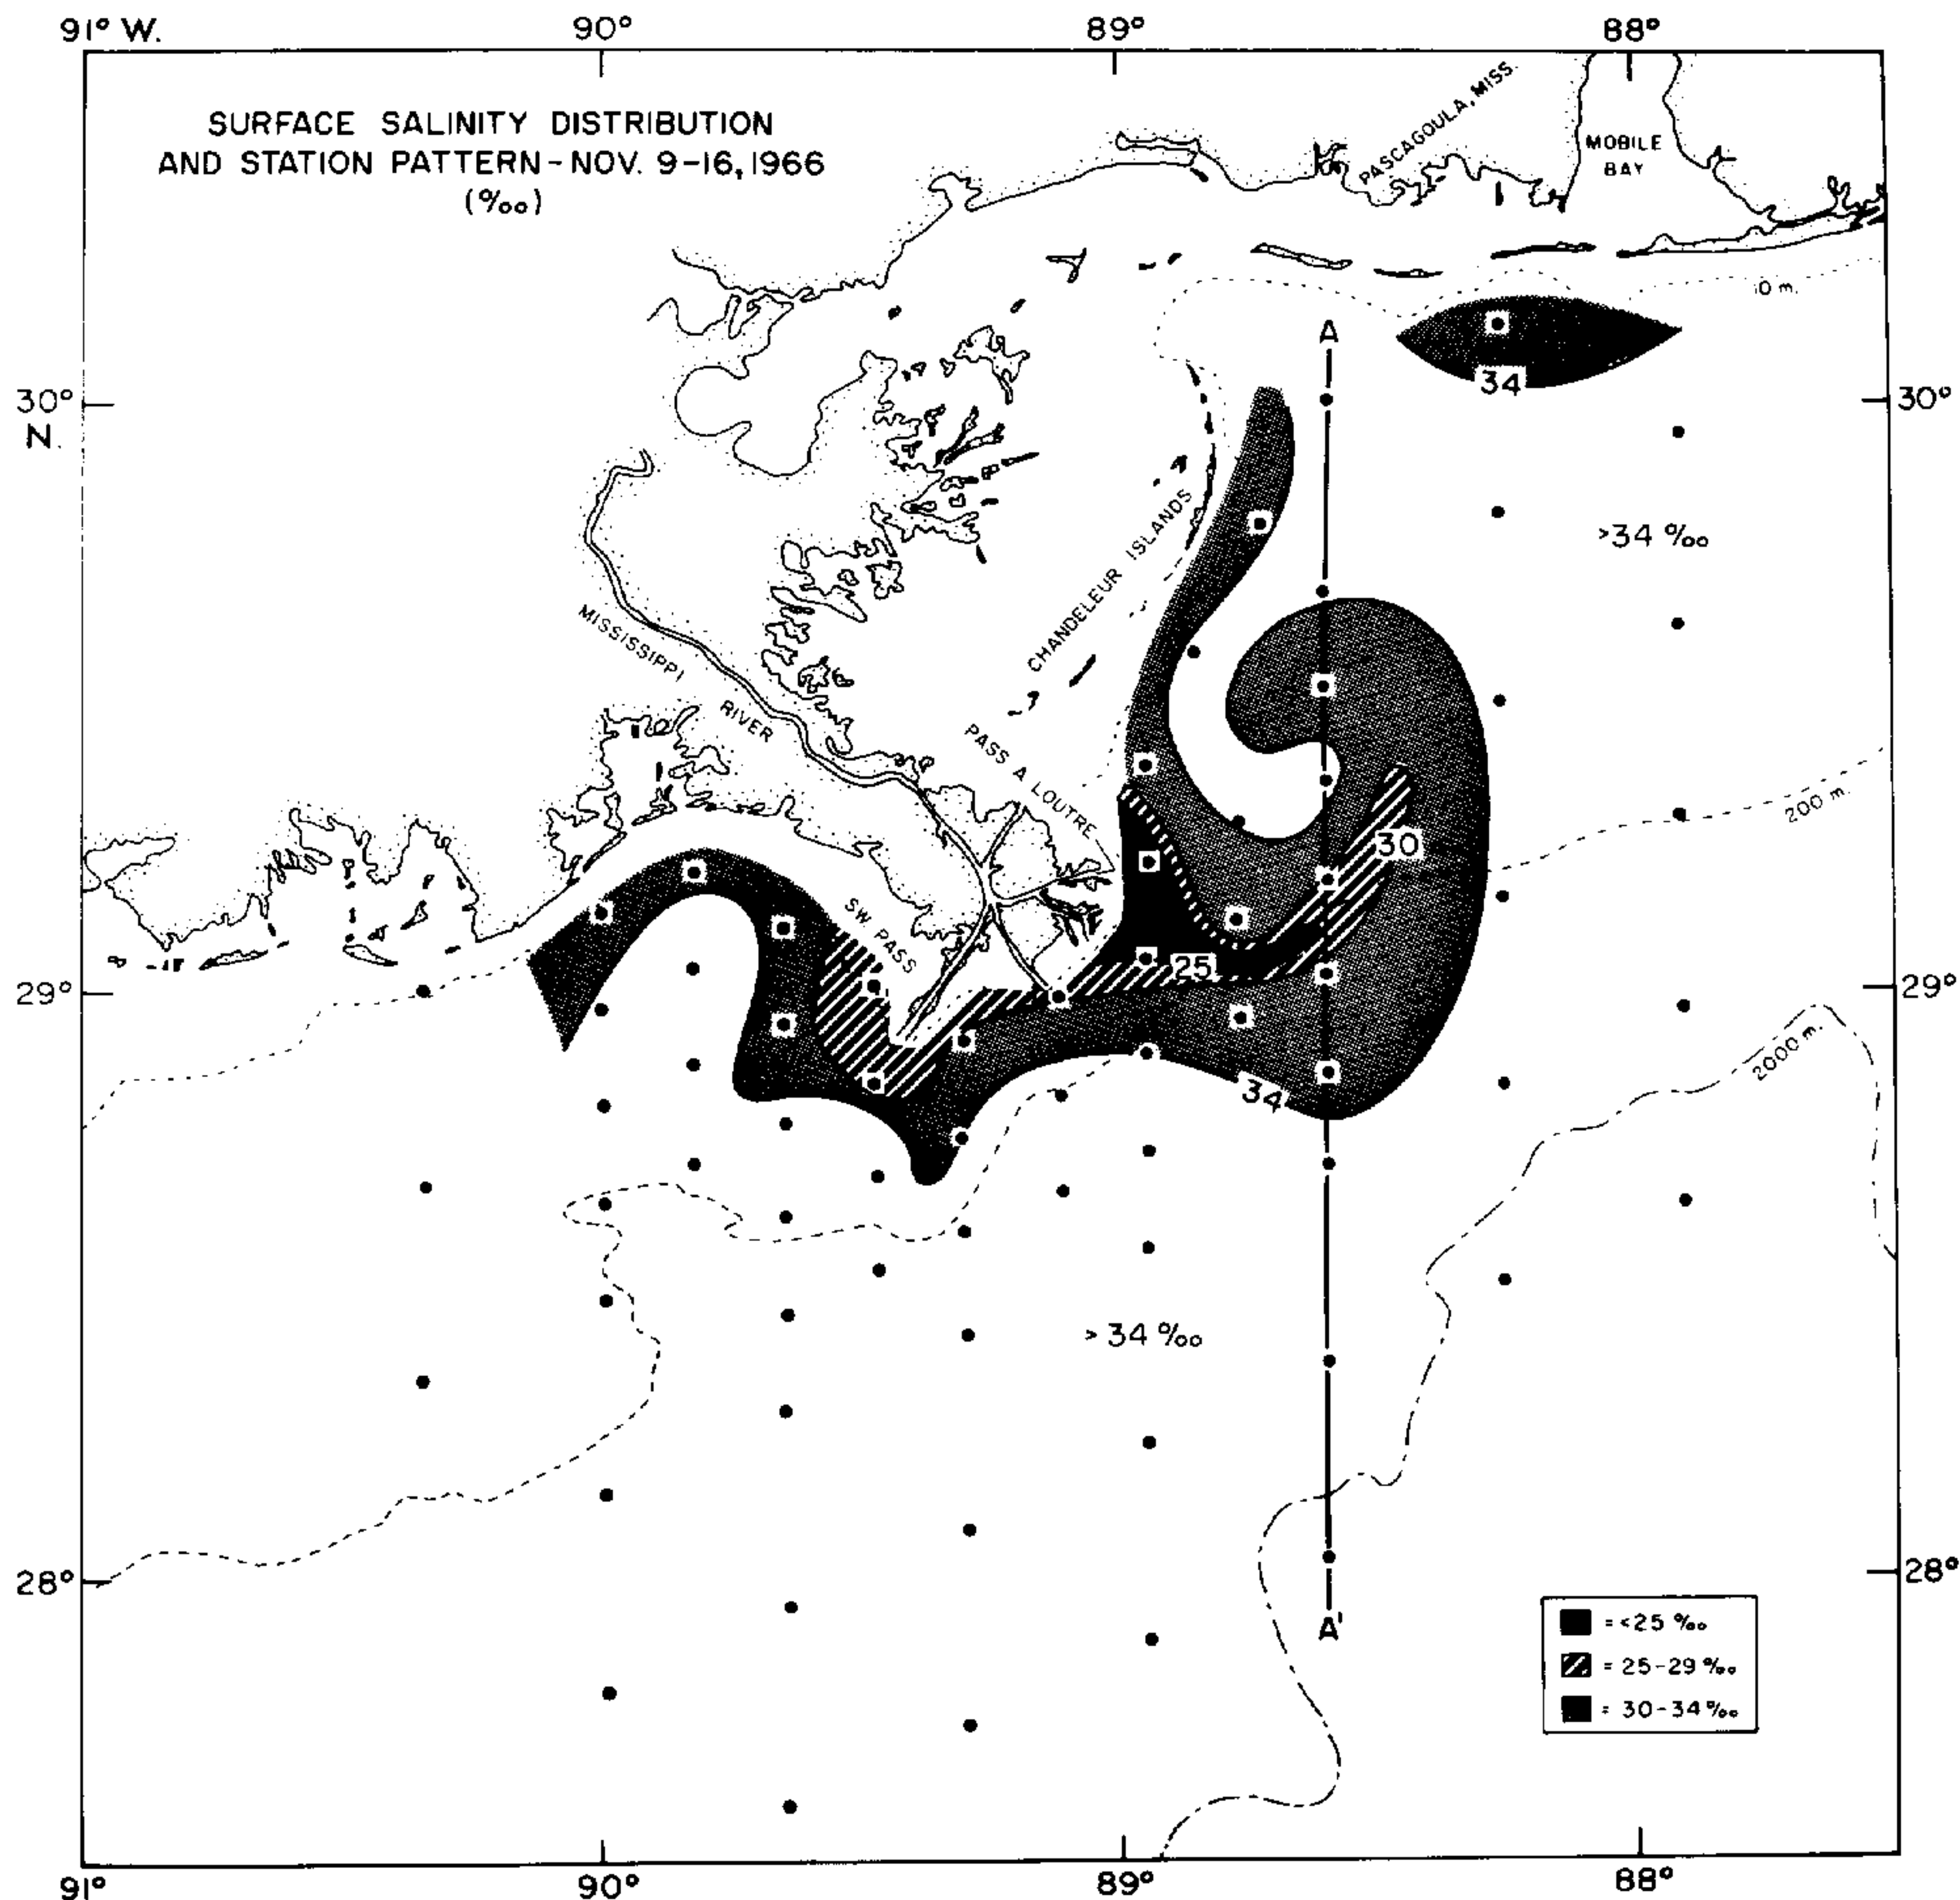 91° W. 90° 89° 88°
SURFACE SALINITY DISTRIBUTION
AND STATION PATTERN - NOV. 9-16, 1966
(‰)
PASCAGOULA, MISS.
MOBILE
BAY
10 m.
A
34
30°
N.
30°
>34 ‰
CHANDELEUR ISLANDS
MISSISSIPPI
RIVER
PASS A LOUTRE
200 m.
30
SW. PASS
25
29°
29°
2000 m.
34
> 34 ‰
28°
28°
A'
= <25 ‰
= 25-29 ‰
= 30-34 ‰
91° 90° 89° 88°